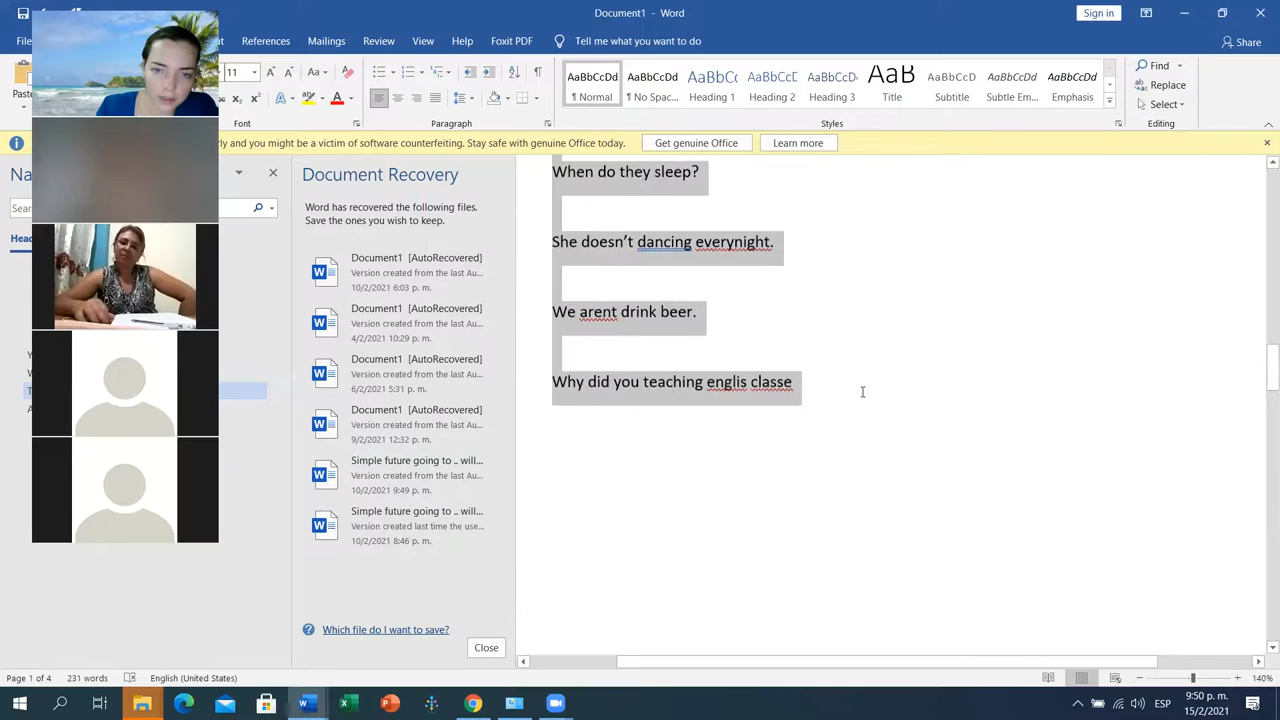 Document1 - Word
Sign in
References Mailings Review View Help Foxit PDF Tell me what you want to do
Share
11 Aa
AaBbCcDd AaBbCcDd AaBbC AaBbCc AaBbC AaB AaBbCcD AaBbCcDd AaBbCcDd
¶ Normal ¶ No Spac... Heading 1 Heading 2 Heading 3 Title Subtitle Subtle Em... Emphasis
Find
Replace
Select
Font Paragraph Styles Editing
and you might be a victim of software counterfeiting. Stay safe with genuine Office today. Get genuine Office Learn more
Document Recovery
Word has recovered the following files.
Save the ones you wish to keep.
Document1 [AutoRecovered]
Version created from the last Au...
10/2/2021 6:03 p. m.
Document1 [AutoRecovered]
Version created from the last Au...
4/2/2021 10:29 p. m.
Document1 [AutoRecovered]
Version created from the last Au...
6/2/2021 5:31 p. m.
Document1 [AutoRecovered]
Version created from the last Au...
9/2/2021 12:32 p. m.
Simple future going to .. will...
Version created from the last Au...
10/2/2021 9:49 p. m.
Simple future going to .. will...
Version created last time the use...
10/2/2021 8:46 p. m.
Which file do I want to save?
Close
When do they sleep?
She doesn't dancing everynight.
We arent drink beer.
Why did you teaching englis classe
Page 1 of 4 231 words English (United States) 140%
ESP
9:50 p. m.
15/2/2021